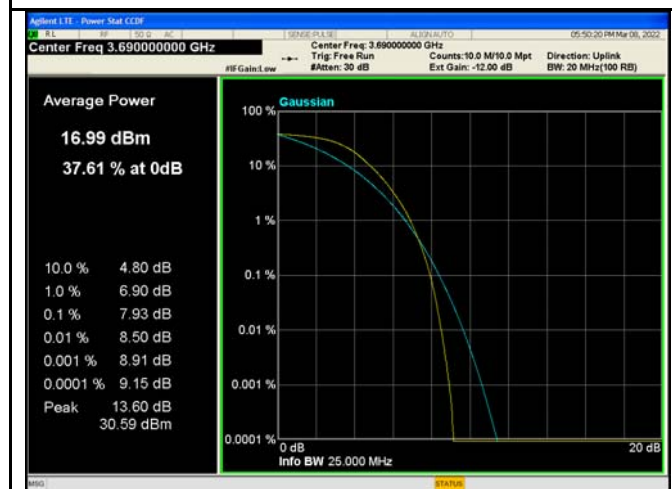 Agilent LTE - Power Stat CCDF
RL RF 50 Ω AC SENSE:PULSE ALIGNAUTO 05:50:20 PM Mar 08, 2022
Center Freq 3.690000000 GHz
Center Freq: 3.690000000 GHz
Trig: Free Run Counts:10.0 M/10.0 Mpt Direction: Uplink
#IFGain:Low #Atten: 30 dB Ext Gain: -12.00 dB BW: 20 MHz(100 RB)
Average Power
16.99 dBm
37.61 % at 0dB
10.0 % 4.80 dB
1.0 % 6.90 dB
0.1 % 7.93 dB
0.01 % 8.50 dB
0.001 % 8.91 dB
0.0001 % 9.15 dB
Peak 13.60 dB
30.59 dBm
Gaussian
100 %
10 %
1 %
0.1 %
0.01 %
0.001 %
0.0001 %
0 dB 20 dB
Info BW 25.000 MHz
MSG STATUS